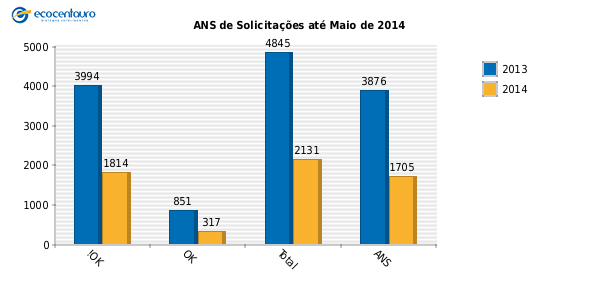 ecocentauro
ANS de Solicitações até Maio de 2014
5000
4000
3000
2000
1000
0
3994
1814
851
317
4845
2131
3876
1705
!OK
OK
Total
ANS
2013
2014